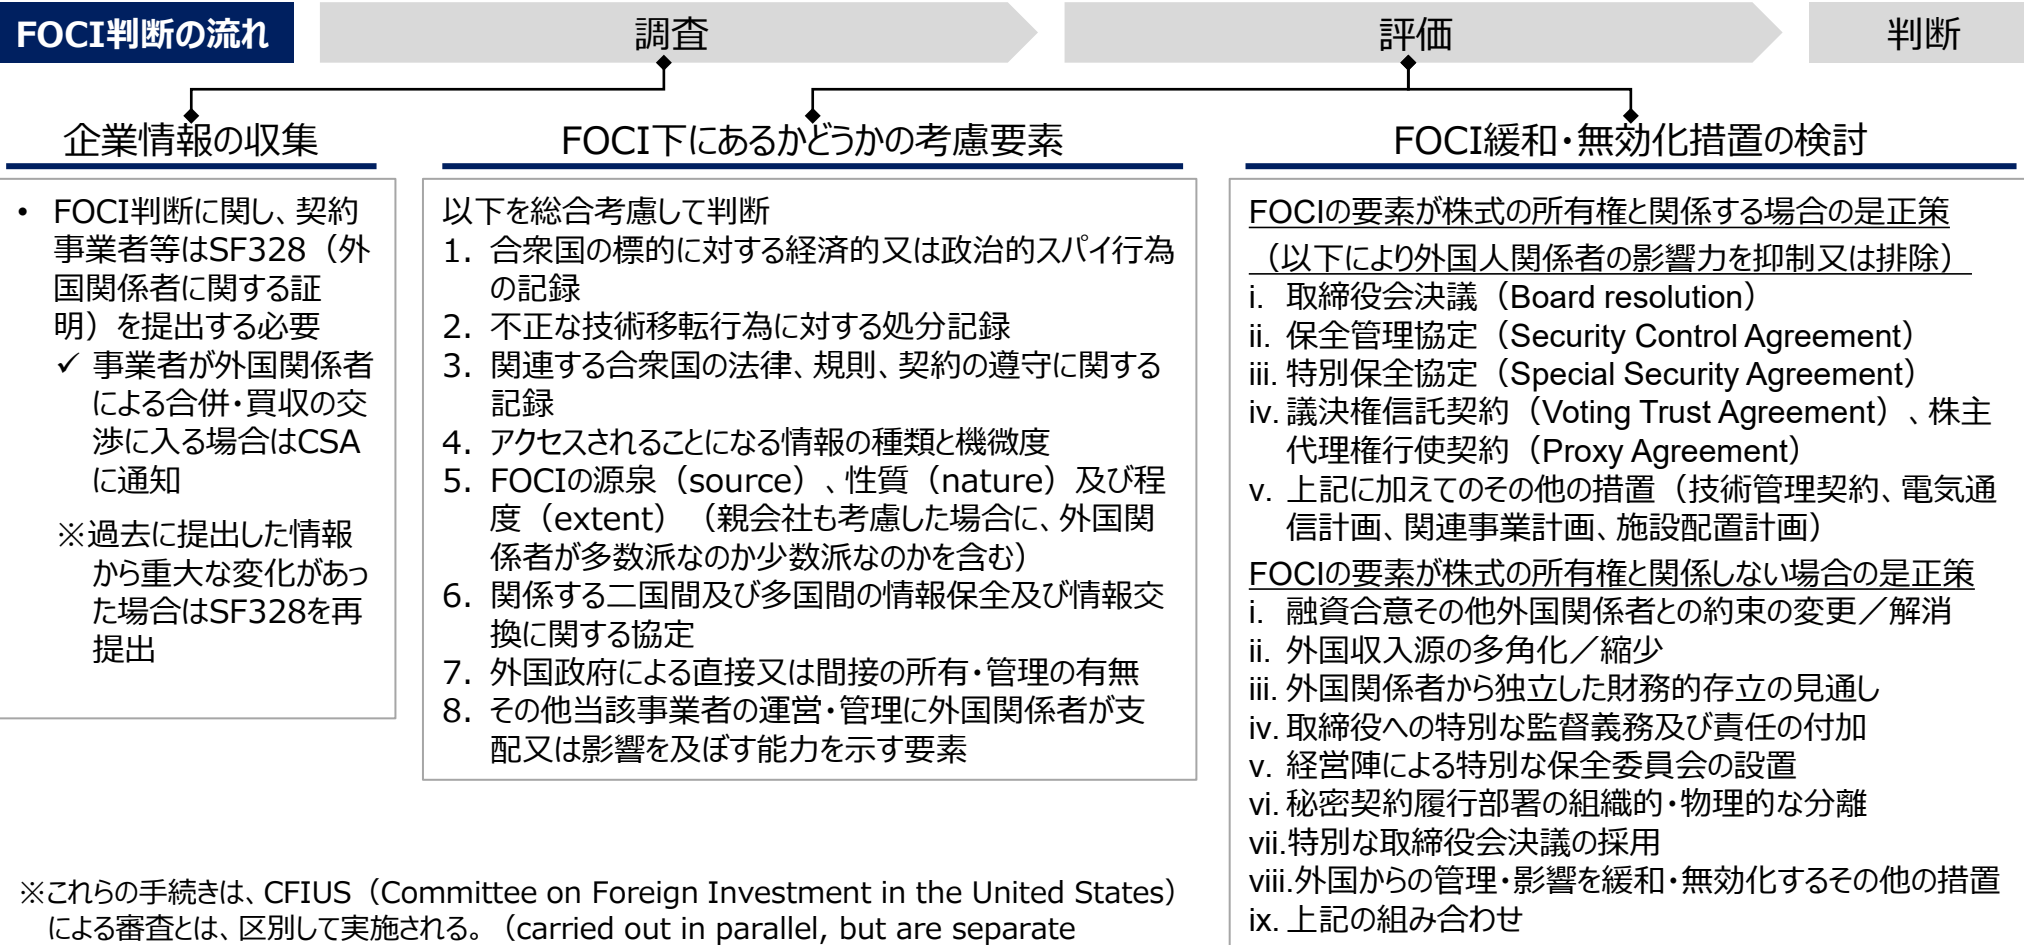 FOCI判断の流れ
調査
評価
判断
企業情報の収集
• FOCI判断に関し、契約
事業者等はSF328（外
国関係者に関する証
明）を提出する必要
✓ 事業者が外国関係者
による合併・買収の交
渉に入る場合はCSA
に通知
※過去に提出した情報
から重大な変化があっ
た場合はSF328を再
提出
FOCI下にあるかどうかの考慮要素
以下を総合考慮して判断
1. 合衆国の標的に対する経済的又は政治的スパイ行為
の記録
2. 不正な技術移転行為に対する処分記録
3. 関連する合衆国の法律、規則、契約の遵守に関する
記録
4. アクセスされることになる情報の種類と機微度
5. FOCIの源泉（source）、性質（nature）及び程
度（extent）（親会社も考慮した場合に、外国関
係者が多数派なのか少数派なのかを含む）
6. 関係する二国間及び多国間の情報保全及び情報交
換に関する協定
7. 外国政府による直接又は間接の所有・管理の有無
8. その他当該事業者の運営・管理に外国関係者が支
配又は影響を及ぼす能力を示す要素
FOCI緩和・無効化措置の検討
FOCIの要素が株式の所有権と関係する場合の是正策
（以下により外国人関係者の影響力を抑制又は排除）
i. 取締役会決議（Board resolution）
ii. 保全管理協定（Security Control Agreement）
iii. 特別保全協定（Special Security Agreement）
iv. 議決権信託契約（Voting Trust Agreement）、株主
代理権行使契約（Proxy Agreement）
v. 上記に加えてのその他の措置（技術管理契約、電気通
信計画、関連事業計画、施設配置計画）
FOCIの要素が株式の所有権と関係しない場合の是正策
i. 融資合意その他外国関係者との約束の変更／解消
ii. 外国収入源の多角化／縮少
iii. 外国関係者から独立した財務的存立の見通し
iv. 取締役への特別な監督義務及び責任の付加
v. 経営陣による特別な保全委員会の設置
vi. 秘密契約履行部署の組織的・物理的な分離
vii.特別な取締役会決議の採用
viii.外国からの管理・影響を緩和・無効化するその他の措置
ix. 上記の組み合わせ
※これらの手続きは、CFIUS（Committee on Foreign Investment in the United States）
による審査とは、区別して実施される。（carried out in parallel, but are separate